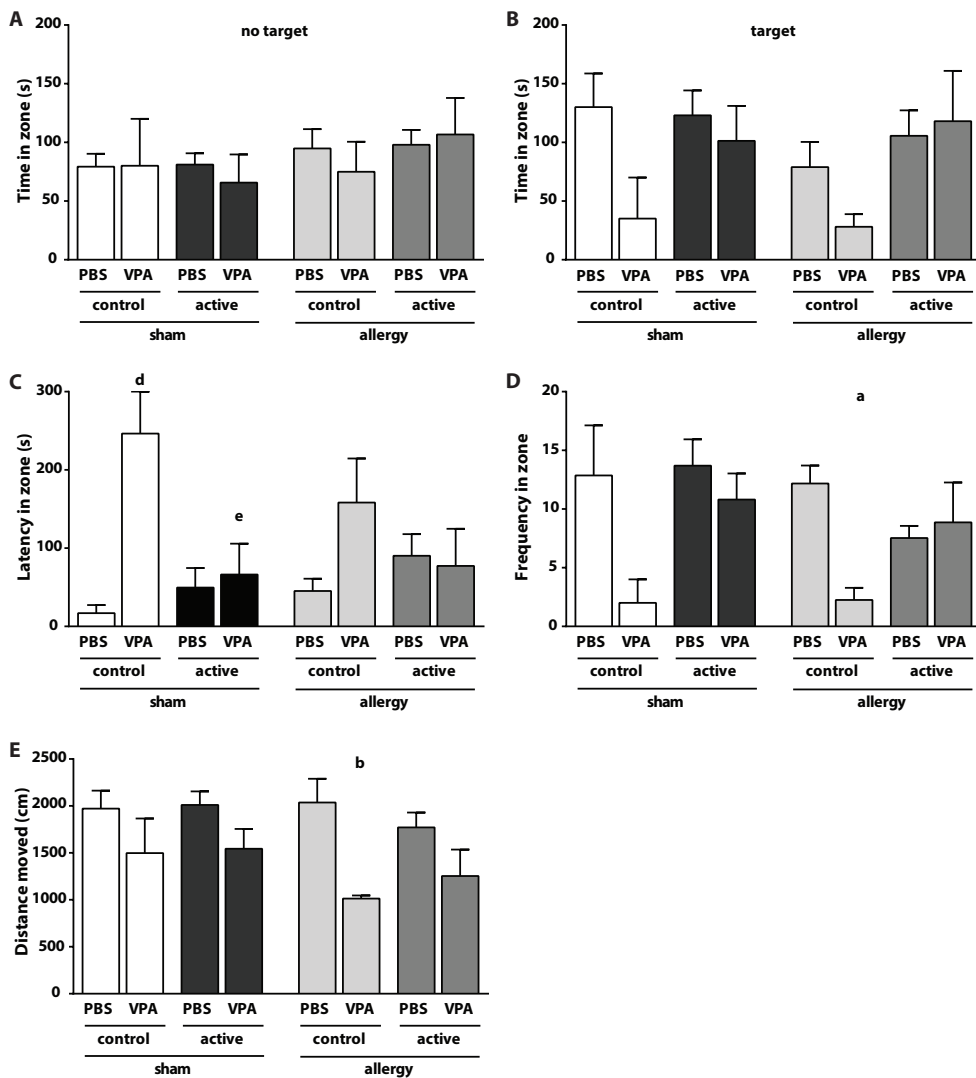 A
no target
Time in zone (s)
200
150
100
50
0
PBS VPA PBS VPA PBS VPA PBS VPA
control active control active
sham allergy
B
target
Time in zone (s)
200
150
100
50
0
PBS VPA PBS VPA PBS VPA PBS VPA
control active control active
sham allergy
C
d
e
Latency in zone (s)
300
200
100
0
PBS VPA PBS VPA PBS VPA PBS VPA
control active control active
sham allergy
D
a
Frequency in zone
20
15
10
5
0
PBS VPA PBS VPA PBS VPA PBS VPA
control active control active
sham allergy
E
b
Distance moved (cm)
2500
2000
1500
1000
500
0
PBS VPA PBS VPA PBS VPA PBS VPA
control active control active
sham allergy